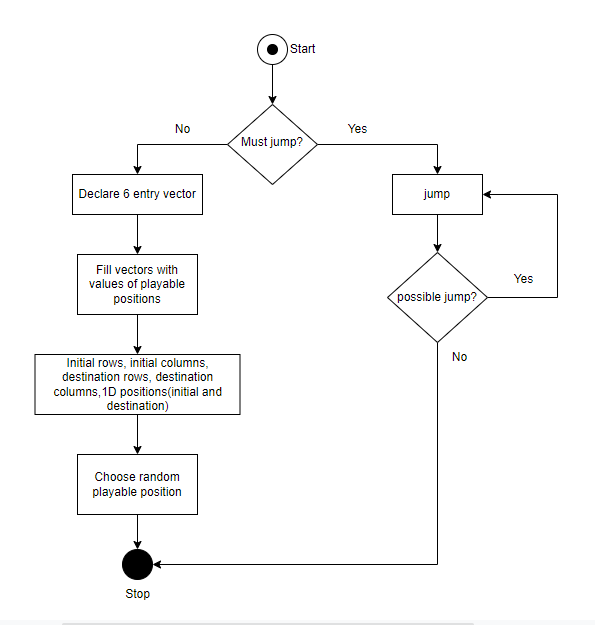 Start
Must jump?
No
Yes
Declare 6 entry vector
jump
Fill vectors with
values of playable
positions
possible jump?
Yes
No
Initial rows, initial columns,
destination rows, destination
columns,1D positions(initial and
destination)
Choose random
playable position
Stop